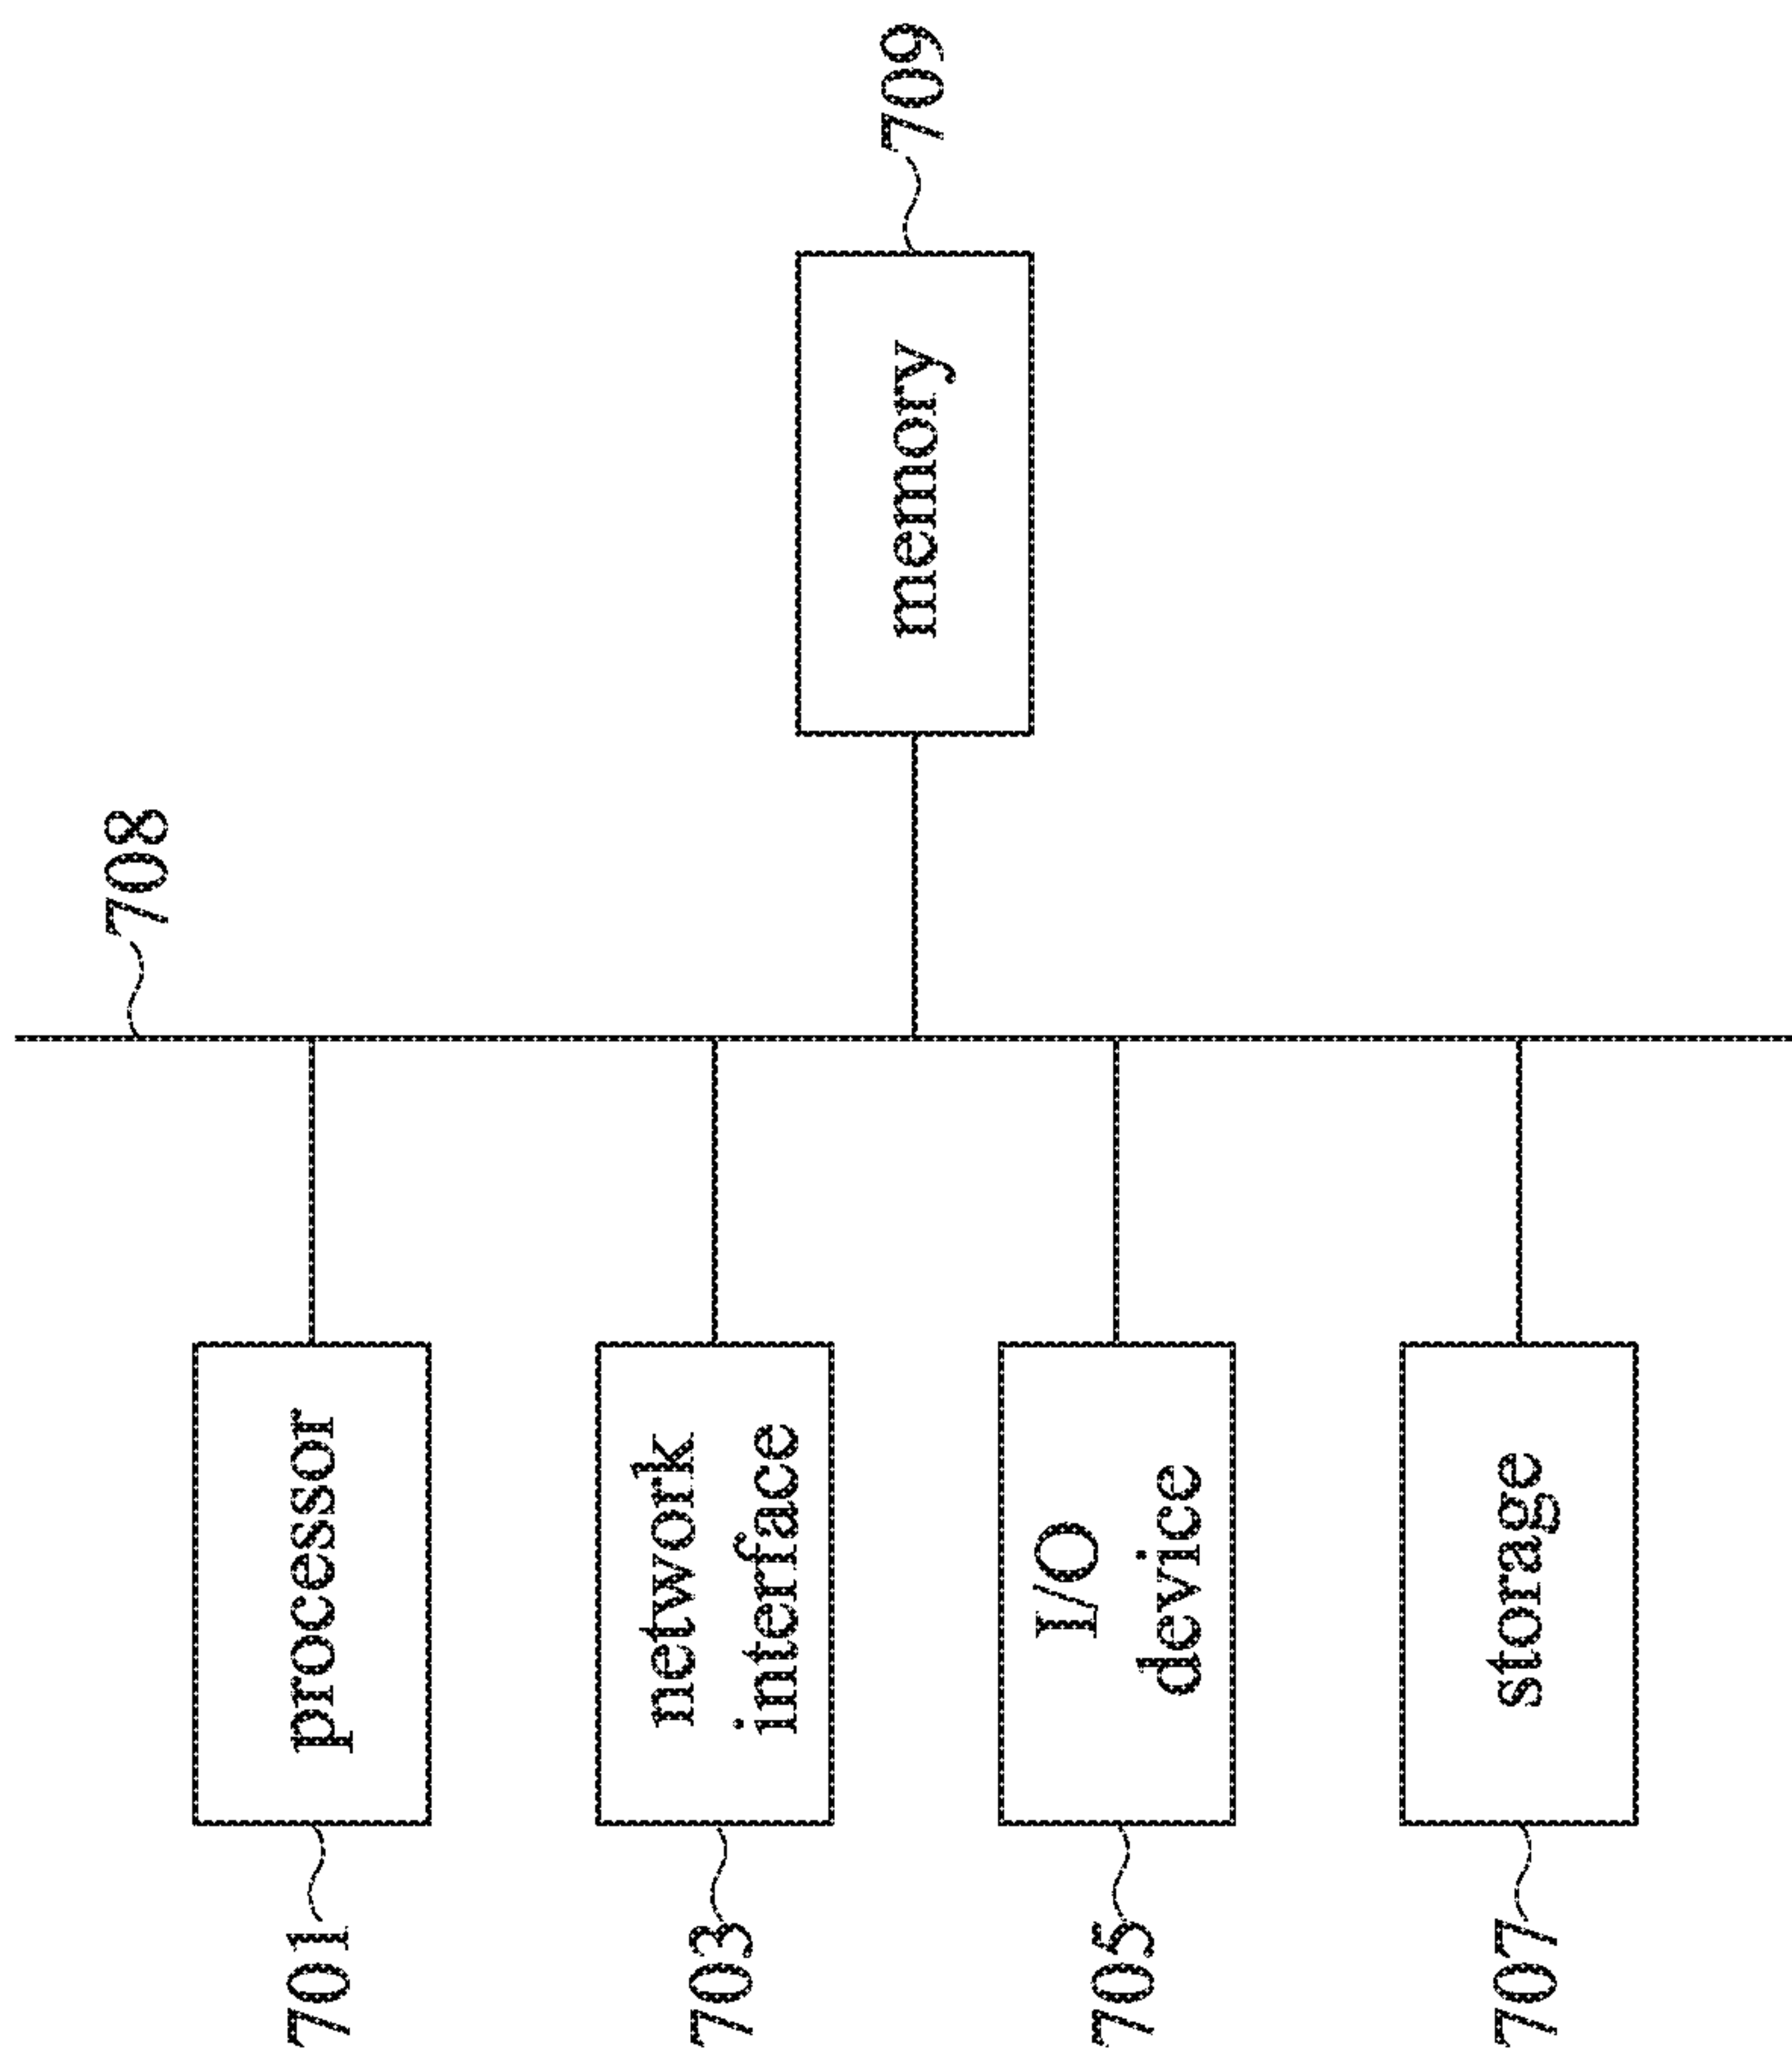 701
processor
703
network
interface
705
I/O
device
707
storage
708
memory
709